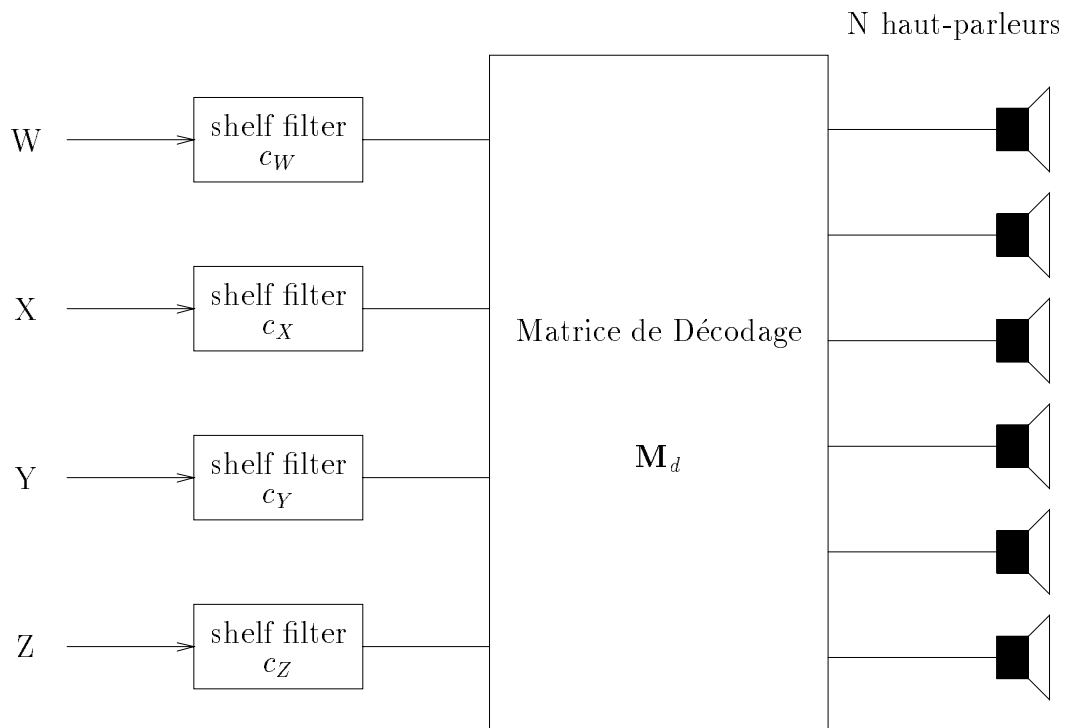 N haut-parleurs
W
shelf filter
c_W
X
shelf filter
c_X
Matrice de Décodage
M_d
Y
shelf filter
c_Y
Z
shelf filter
c_Z